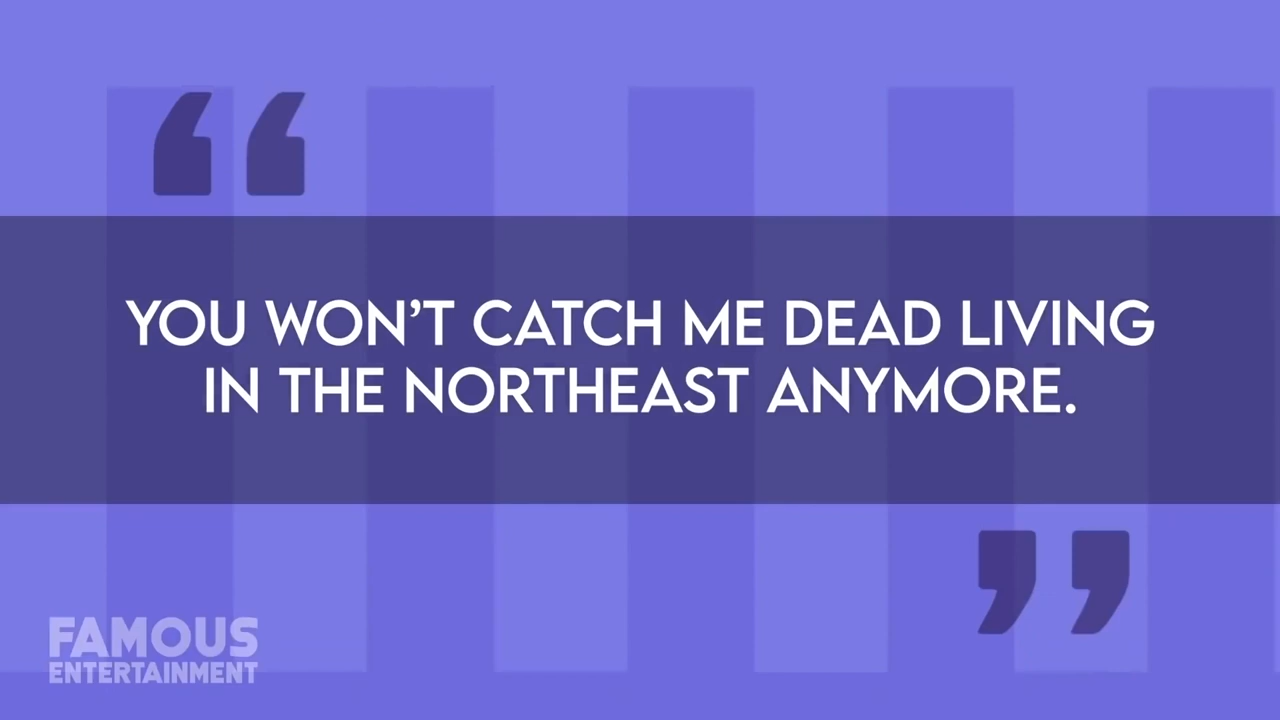 “
YOU WON’T CATCH ME DEAD LIVING
IN THE NORTHEAST ANYMORE.
”
FAMOUS
ENTERTAINMENT